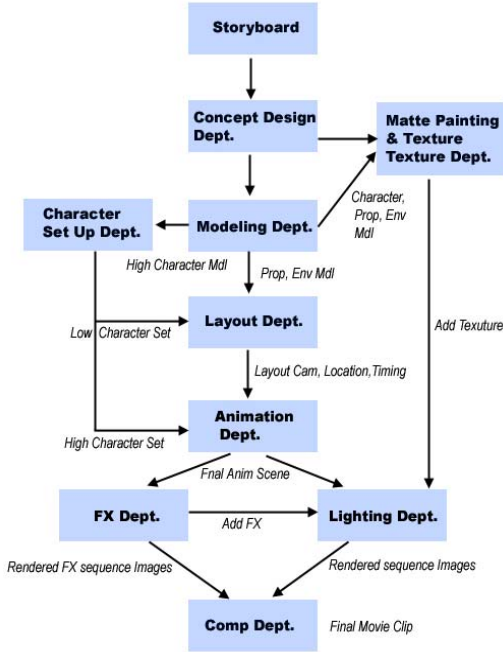 Storyboard
Concept Design
Dept.
Matte Painting
& Texture
Texture Dept.
Character
Set Up Dept.
Modeling Dept.
Character,
Prop, Env
Mdl
High Character Mdl
Prop, Env Mdl
Low Character Set
Layout Dept.
Add Texuture
Layout Cam, Location,Timing
Animation
Dept.
High Character Set
Fnal Anim Scene
FX Dept.
Add FX
Lighting Dept.
Rendered FX sequence Images
Rendered sequence Images
Comp Dept.
Final Movie Clip